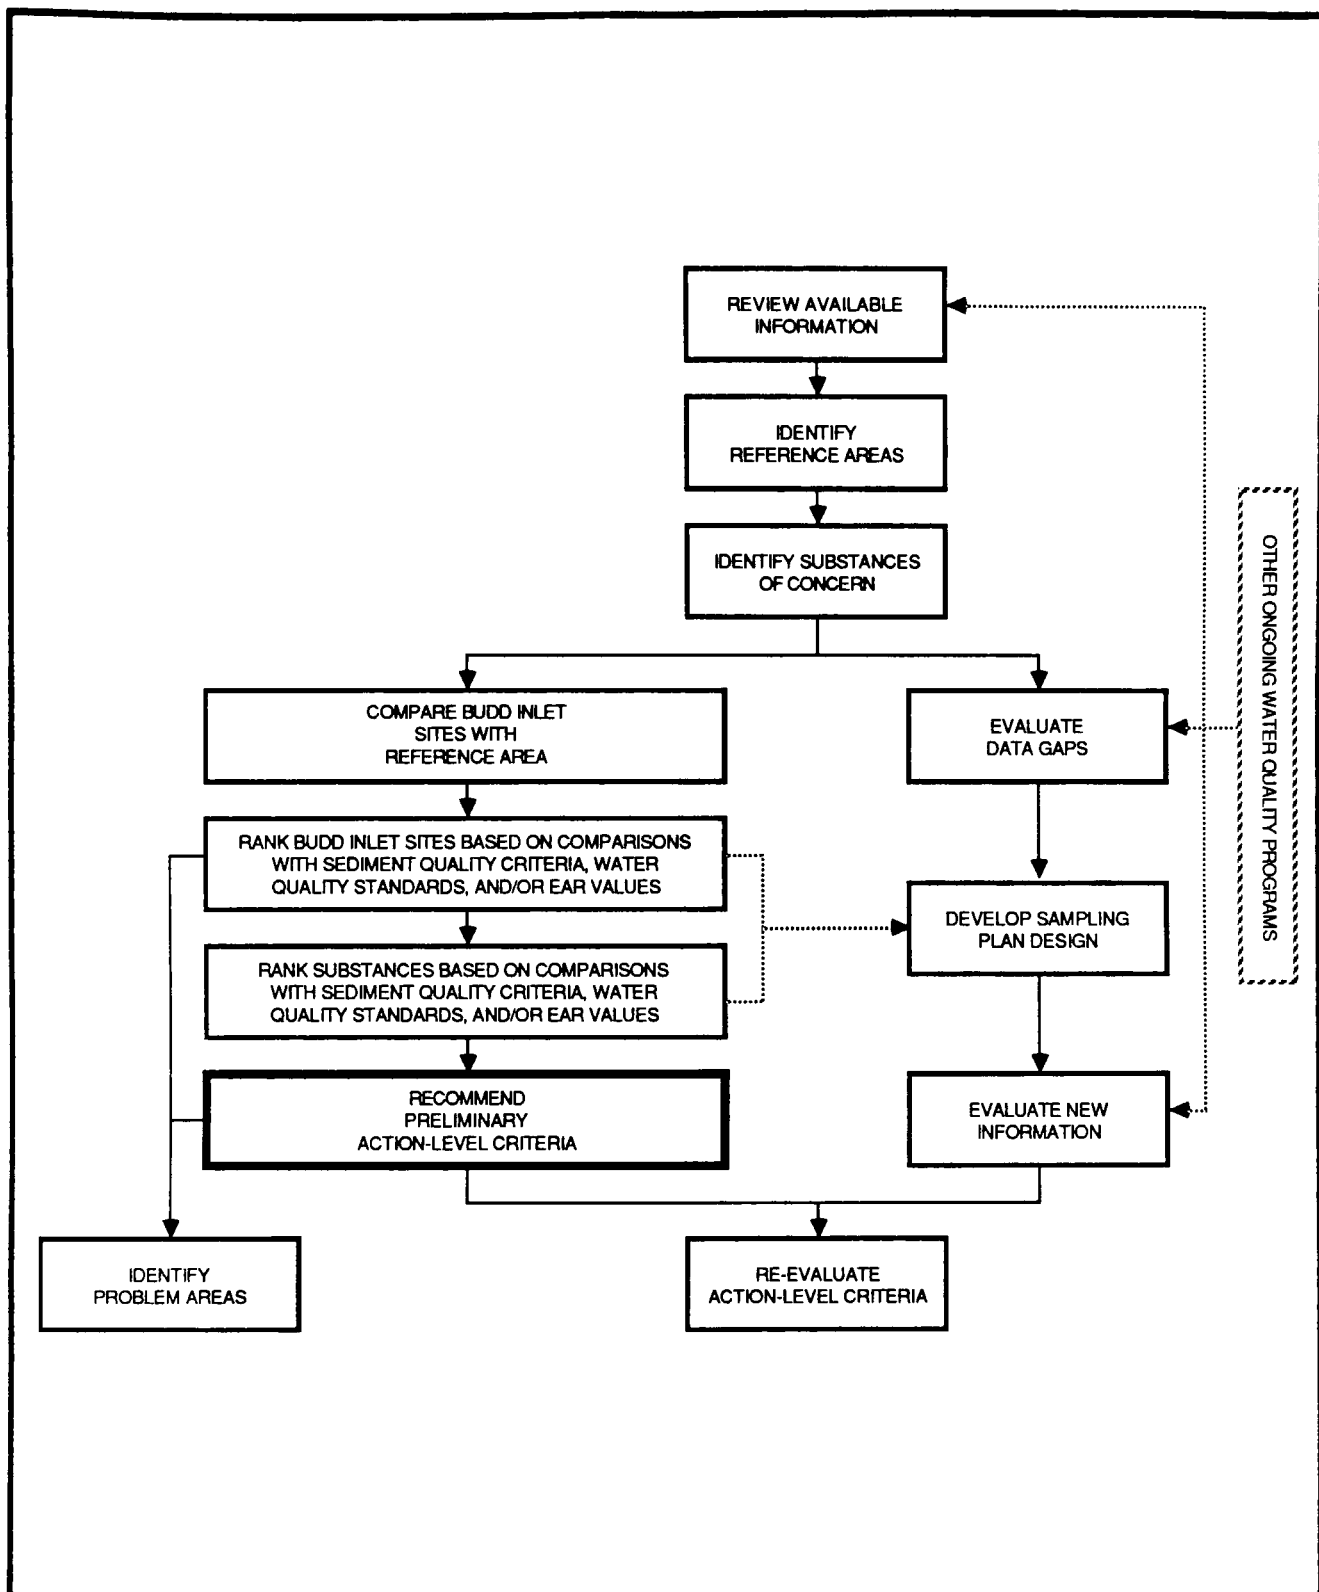 REVIEW AVAILABLE
INFORMATION
IDENTIFY
REFERENCE AREAS
IDENTIFY SUBSTANCES
OF CONCERN
COMPARE BUDD INLET
SITES WITH
REFERENCE AREA
EVALUATE
DATA GAPS
OTHER ONGOING WATER QUALITY PROGRAMS
RANK BUDD INLET SITES BASED ON COMPARISONS
WITH SEDIMENT QUALITY CRITERIA, WATER
QUALITY STANDARDS, AND/OR EAR VALUES
DEVELOP SAMPLING
PLAN DESIGN
RANK SUBSTANCES BASED ON COMPARISONS
WITH SEDIMENT QUALITY CRITERIA, WATER
QUALITY STANDARDS, AND/OR EAR VALUES
RECOMMEND
PRELIMINARY
ACTION-LEVEL CRITERIA
EVALUATE NEW
INFORMATION
IDENTIFY
PROBLEM AREAS
RE-EVALUATE
ACTION-LEVEL CRITERIA